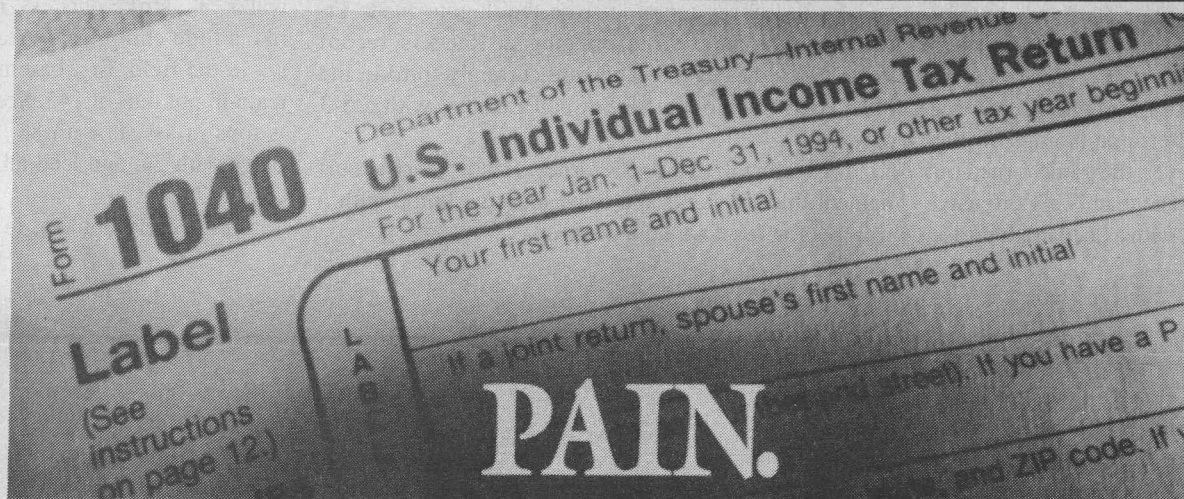 Department of the Treasury—Internal Revenue
Form 1040 U.S. Individual Income Tax Return
For the year Jan. 1–Dec. 31, 1994, or other tax year beginni
Label
(See
instructions
on page 12.)
L
A
B
Your first name and initial
If a joint return, spouse's first name and initial
and street). If you have a P
and ZIP code. If
PAIN.